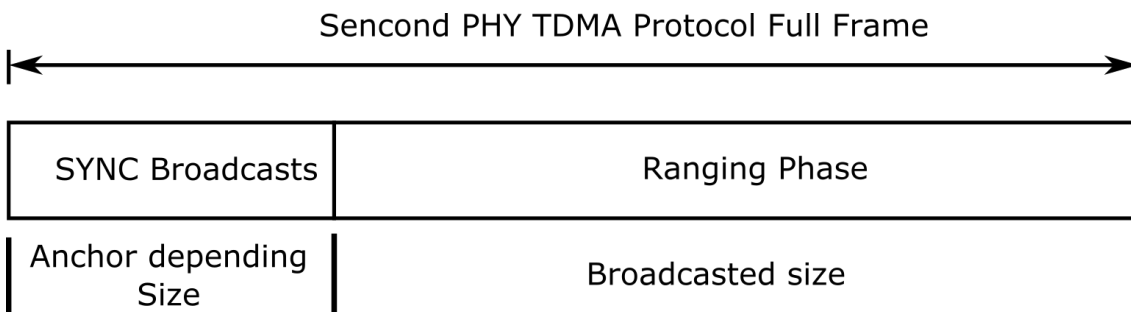 Sencond PHY TDMA Protocol Full Frame
SYNC Broadcasts
Ranging Phase
Anchor depending
Size
Broadcasted size